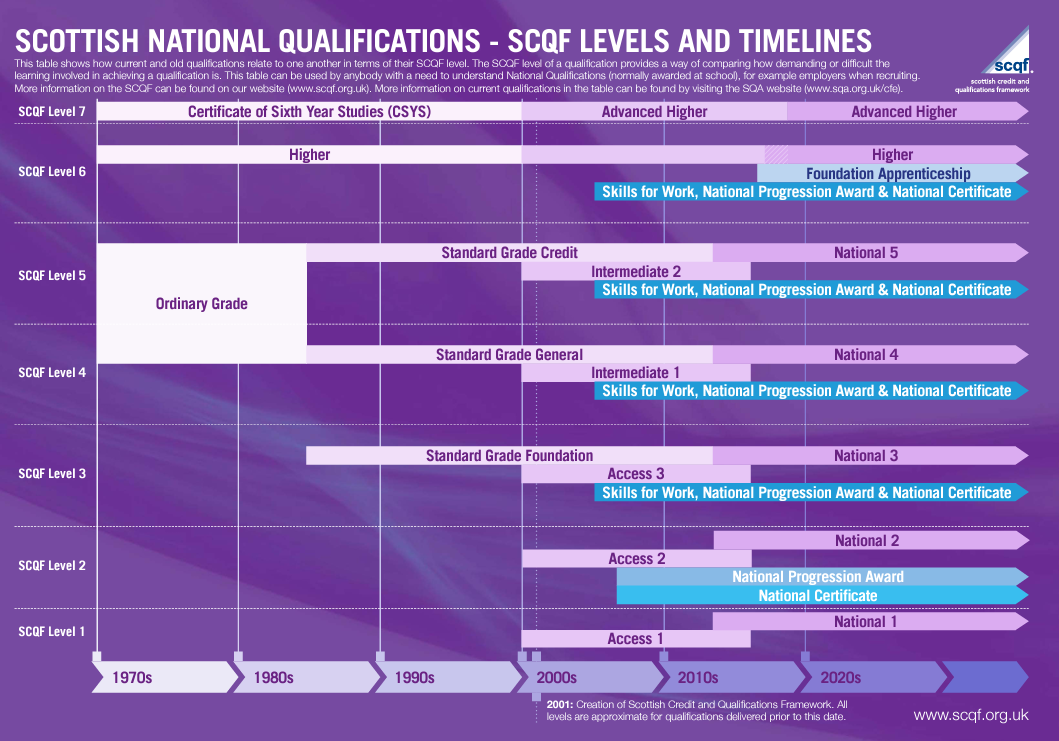 SCOTTISH NATIONAL QUALIFICATIONS - SCQF LEVELS AND TIMELINES
This table shows how current and old qualifications relate to one another in terms of their SCQF level. The SCQF level of a qualification provides a way of comparing how demanding or difficult the
learning involved in achieving a qualification is. This table can be used by anybody with a need to understand National Qualifications (normally awarded at school), for example employers when recruiting.
More information on the SCQF can be found on our website (www.scqf.org.uk). More information on current qualifications in the table can be found by visiting the SQA website (www.sqa.org.uk/cfe).
scqf
scottish credit and
qualifications framework
SCQF Level 7
Certificate of Sixth Year Studies (CSYS)
Advanced Higher
Advanced Higher
SCQF Level 6
Higher
Higher
Foundation Apprenticeship
Skills for Work, National Progression Award & National Certificate
SCQF Level 5
Ordinary Grade
Standard Grade Credit
National 5
Intermediate 2
Skills for Work, National Progression Award & National Certificate
SCQF Level 4
Standard Grade General
National 4
Intermediate 1
Skills for Work, National Progression Award & National Certificate
SCQF Level 3
Standard Grade Foundation
National 3
Access 3
Skills for Work, National Progression Award & National Certificate
SCQF Level 2
National 2
Access 2
National Progression Award
National Certificate
SCQF Level 1
National 1
Access 1
1970s
1980s
1990s
2000s
2010s
2020s
2001: Creation of Scottish Credit and Qualifications Framework. All
levels are approximate for qualifications delivered prior to this date.
www.scqf.org.uk